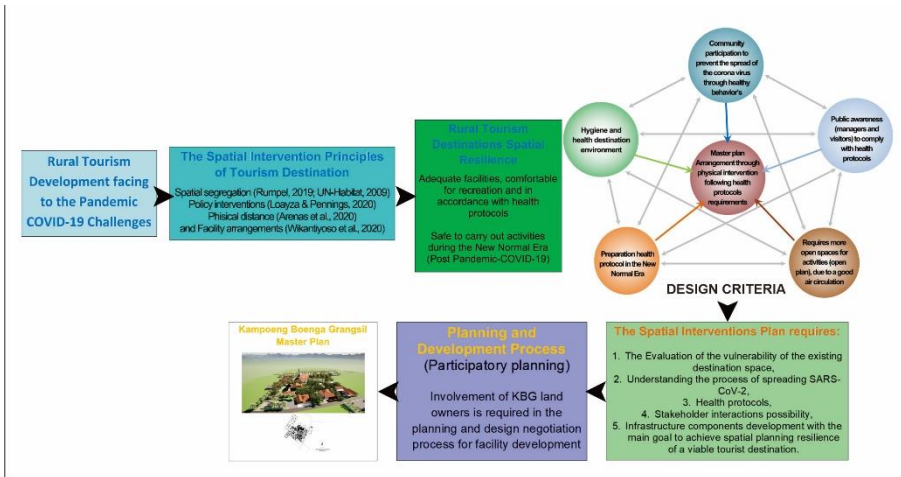 Rural Tourism
Development facing
to the Pandemic
COVID-19 Challenges
The Spatial Intervention Principles
of Tourism Destination
Spatial segregation (Rumpel, 2019; UN-Habitat, 2009)
Policy interventions (Loayza & Pennings, 2020)
Phisical distance (Arenas et al., 2020)
and Facility arrangements (Wikantiyoso et al., 2020)
Rural Tourism
Destinations Spatial
Resilience
Adequate facilities, comfortable
for recreation and in
accordance with health
protocols
Safe to carry out activities
during the New Normal Era
(Post Pandemic-COVID-19)
Community
participation to
prevent the spread of
the corona virus
through healthy
behavior's
Hygiene and
health destination
environment
Public awareness
(managers and
visitors) to comply
with health
protocols
Master plan
Arrangement through
physical intervention
following health
protocols
requirements
Preparation health
protocol in the New
Normal Era
Requires more
open spaces for
activities (open
plan), due to a good
air circulation
DESIGN CRITERIA
The Spatial Interventions Plan requires:
1. The Evaluation of the vulnerability of the existing
destination space,
2. Understanding the process of spreading SARS-
CoV-2,
3. Health protocols,
4. Stakeholder interactions possibility,
5. Infrastructure components development with the
main goal to achieve spatial planning resilience
of a viable tourist destination.
Planning and
Development Process
(Participatory planning)
Involvement of KBG land
owners is required in the
planning and design negotiation
process for facility development
Kampoeng Boenga Grangsil
Master Plan